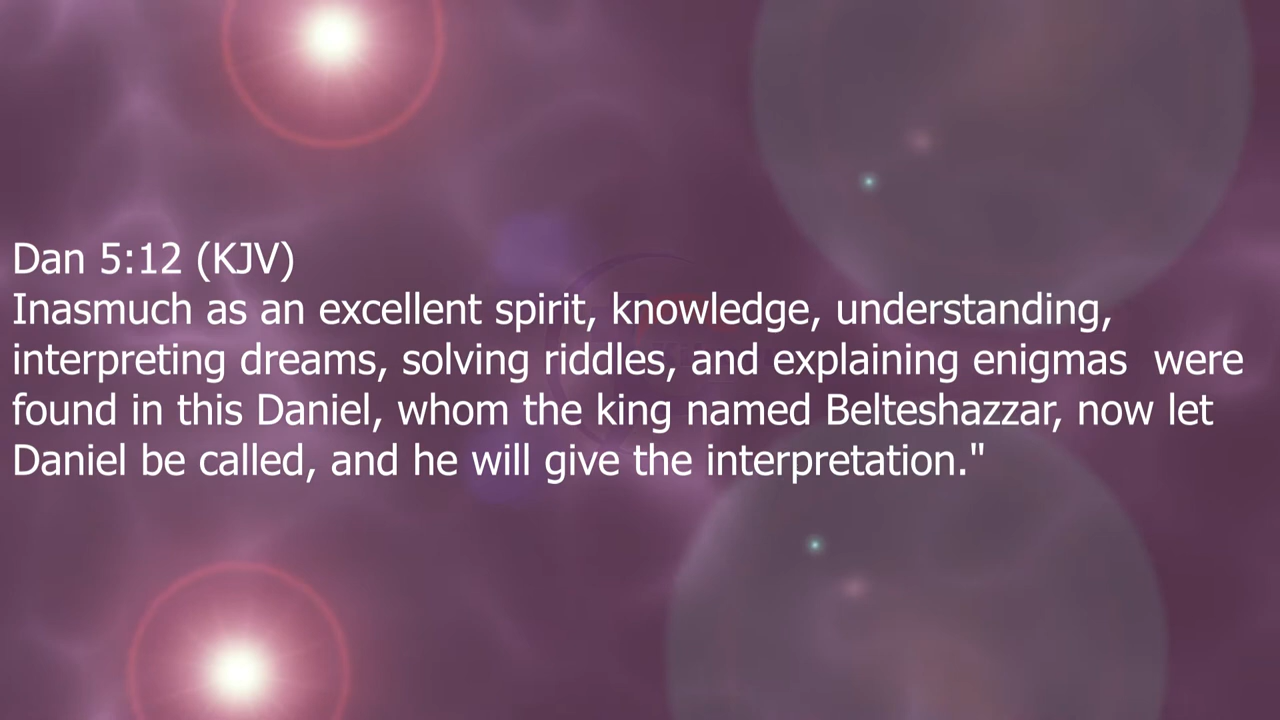 Dan 5:12 (KJV)
Inasmuch as an excellent spirit, knowledge, understanding,
interpreting dreams, solving riddles, and explaining enigmas  were
found in this Daniel, whom the king named Belteshazzar, now let
Daniel be called, and he will give the interpretation."